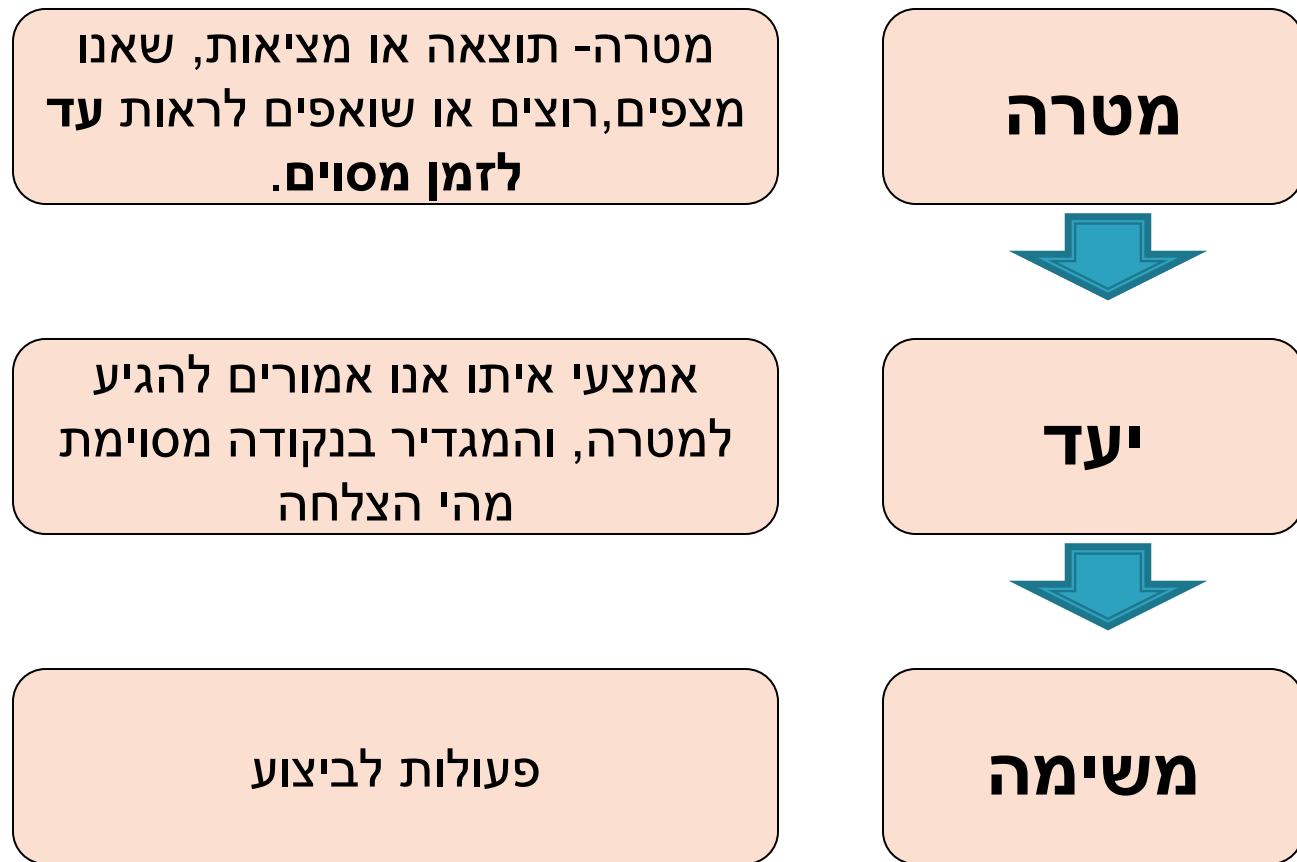 מטרה
מטרה- תוצאה או מציאות, שאנו
מצפים,רוצים או שואפים לראות עד
לזמן מסוים.
יעד
אמצעי איתו אנו אמורים להגיע
למטרה, והמגדיר בנקודה מסוימת
מהי הצלחה
משימה
פעולות לביצוע